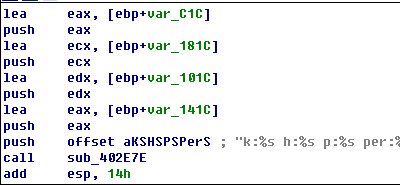 lea eax, [ebp+var_C1C]
push eax
lea ecx, [ebp+var_181C]
push ecx
lea edx, [ebp+var_101C]
push edx
lea eax, [ebp+var_141C]
push eax
push offset aKSHSPSPerS ; "k:%s h:%s p:%s per:%
call sub_402E7E
add esp, 14h